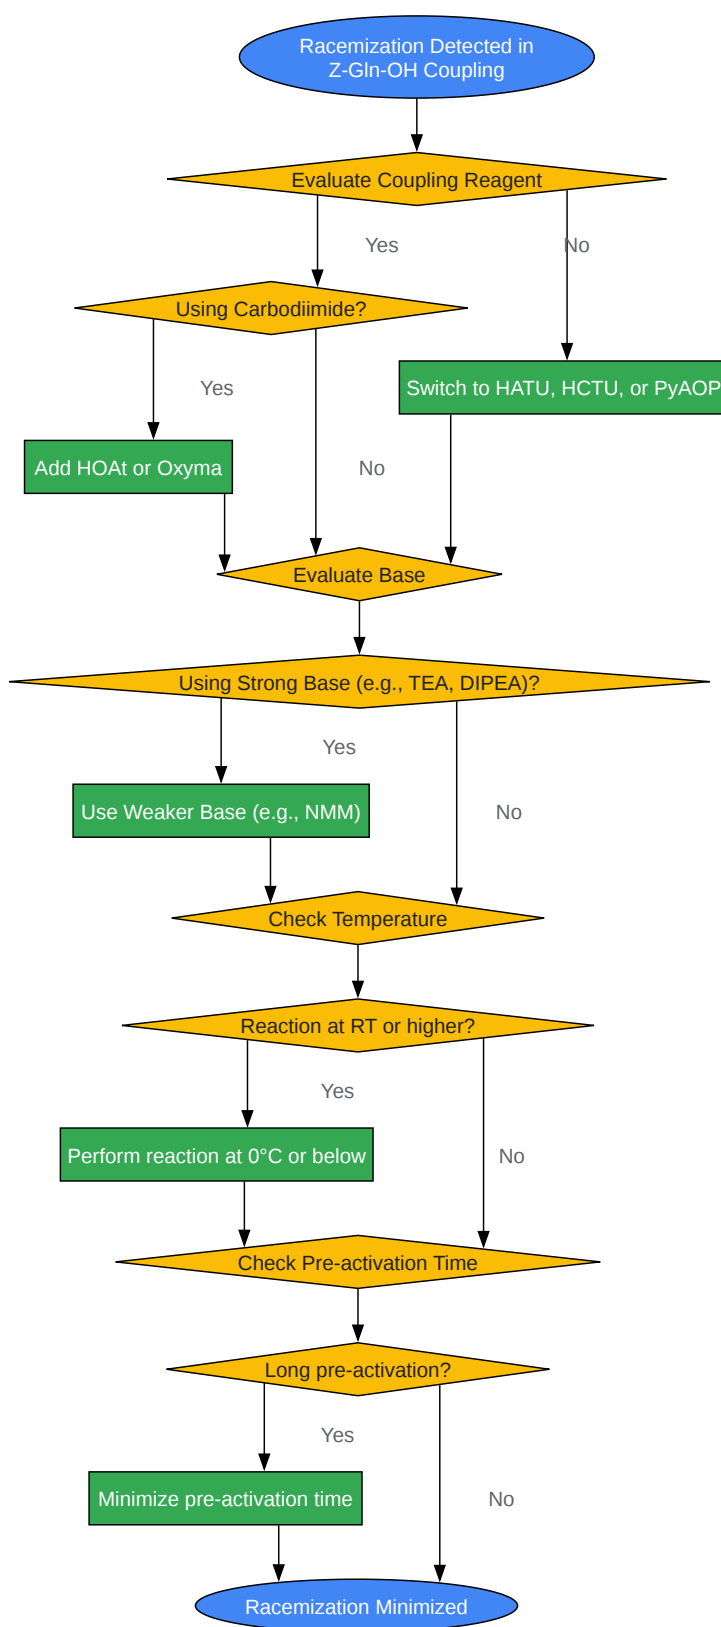 Racemization Detected in
Z-Gln-OH Coupling
Evaluate Coupling Reagent
Yes
No
Using Carbodiimide?
Yes
Switch to HATU, HCTU, or PyAOP
Add HOAt or Oxyma
No
Evaluate Base
Using Strong Base (e.g., TEA, DIPEA)?
Yes
Use Weaker Base (e.g., NMM)
No
Check Temperature
Reaction at RT or higher?
Yes
Perform reaction at 0°C or below
No
Check Pre-activation Time
Long pre-activation?
Yes
Minimize pre-activation time
No
Racemization Minimized